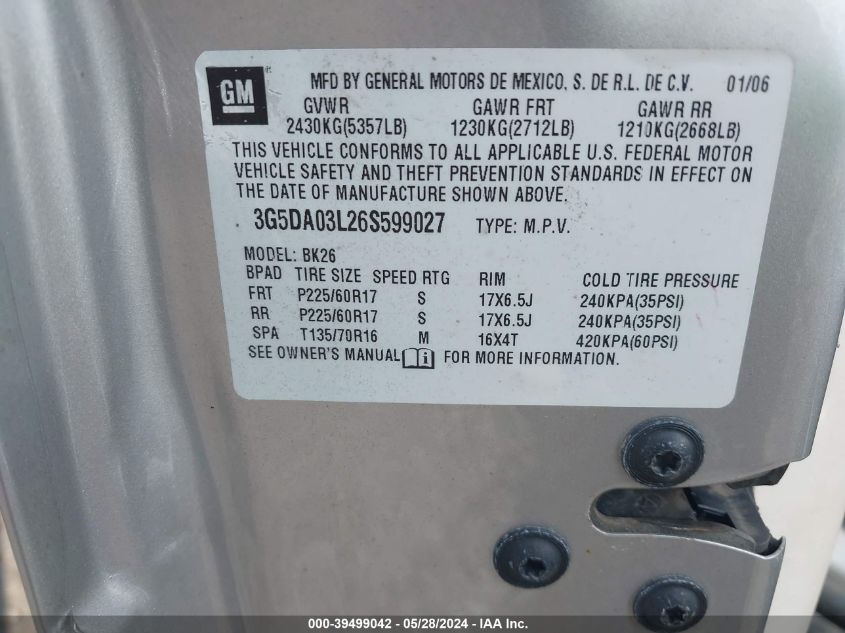 GM
MFD BY GENERAL MOTORS DE MEXICO, S. DE R.L. DE C.V. 01/06
GVWR GAWR FRT GAWR RR
2430KG(5357LB) 1230KG(2712LB) 1210KG(2668LB)
THIS VEHICLE CONFORMS TO ALL APPLICABLE U.S. FEDERAL MOTOR
VEHICLE SAFETY AND THEFT PREVENTION STANDARDS IN EFFECT ON
THE DATE OF MANUFACTURE SHOWN ABOVE.
3G5DA03L26S599027 TYPE: M.P.V.
MODEL: BK26
BPAD TIRE SIZE SPEED RTG RIM COLD TIRE PRESSURE
FRT P225/60R17 S 17X6.5J 240KPA(35PSI)
RR P225/60R17 S 17X6.5J 240KPA(35PSI)
SPA T135/70R16 M 16X4T 420KPA(60PSI)
SEE OWNER'S MANUAL FOR MORE INFORMATION.
000-39499042 - 05/28/2024 - IAA Inc.